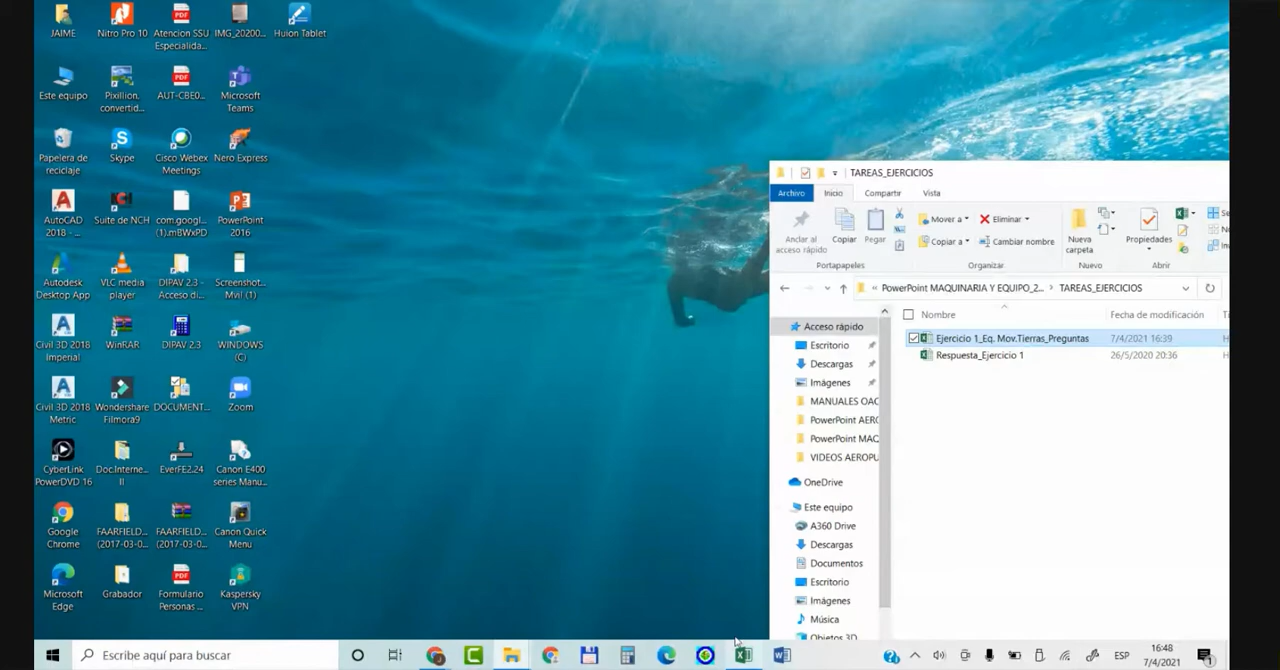 JAIME
Nitro Pro 10
Atencion SSU
Especialida...
IMG_20200...
Huion Tablet
Este equipo
Pixillion.
convertid...
AUT-CBE0...
Microsoft
Teams
Papelera de
reciclaje
Skype
Cisco Webex
Meetings
Nero Express
AutoCAD
2018 - ...
Suite de NCH
com.googl...
(1).mBWxPD
PowerPoint
2016
Autodesk
Desktop App
VLC media
player
DIPAV 2.3 -
Acceso di...
Screenshot...
Mvil (1)
Civil 3D 2018
Imperial
WinRAR
DIPAV 2.3
WINDOWS
(C)
Civil 3D 2018
Metric
Wondershare
Filmora9
DOCUMENT...
Zoom
CyberLink
PowerDVD 16
Doc.Interne...
II
EverFE2.24
Canon E400
series Manu...
Google
Chrome
FAARFIELD...
(2017-03-0...
FAARFIELD...
(2017-03-0...
Canon Quick
Menu
Microsoft
Edge
Grabador
Formulario
Personas ...
Kaspersky
VPN
TAREAS_EJERCICIOS
Archivo Inicio Compartir Vista
Anclar al
acceso rápido
Copiar
Pegar
Mover a
Copiar a
Eliminar
Cambiar nombre
Nueva
carpeta
Propiedades
Portapapeles Organizar Nuevo Abrir
« PowerPoint MAQUINARIA Y EQUIPO_2... > TAREAS_EJERCICIOS
Nombre Fecha de modificación
Acceso rápido
Escritorio
Descargas
Imágenes
MANUALES OAC
PowerPoint AERC
PowerPoint MAQ
VIDEOS AEROPU
OneDrive
Este equipo
A360 Drive
Descargas
Documentos
Escritorio
Imágenes
Música
Objetos 3D
Ejercicio 1_Eq. Mov.Tierras_Preguntas 7/4/2021 16:39
Respuesta_Ejercicio 1 26/5/2020 20:36
Escribe aquí para buscar
ESP
16:48
7/4/2021